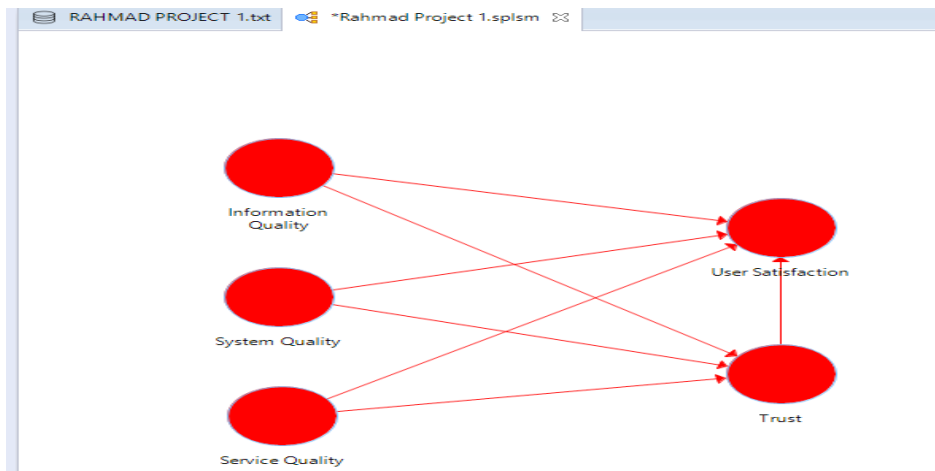 RAHMAD PROJECT 1.txt
*Rahmad Project 1.splsm
Information
Quality
User Satisfaction
System Quality
Trust
Service Quality